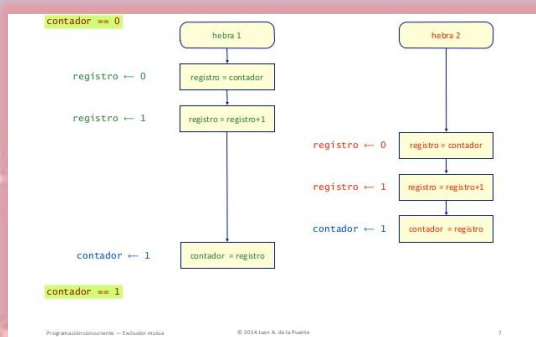 contador == 0
hebra 1
hebra 2
registro ← 0
registro = contador
registro ← 1
registro = registro+1
registro ← 0
registro = contador
registro ← 1
registro = registro+1
contador ← 1
contador = registro
contador ← 1
contador = registro
contador == 1
Programación concurrente — Exclusión mutua
© 2014 Juan A. de la Puente
7